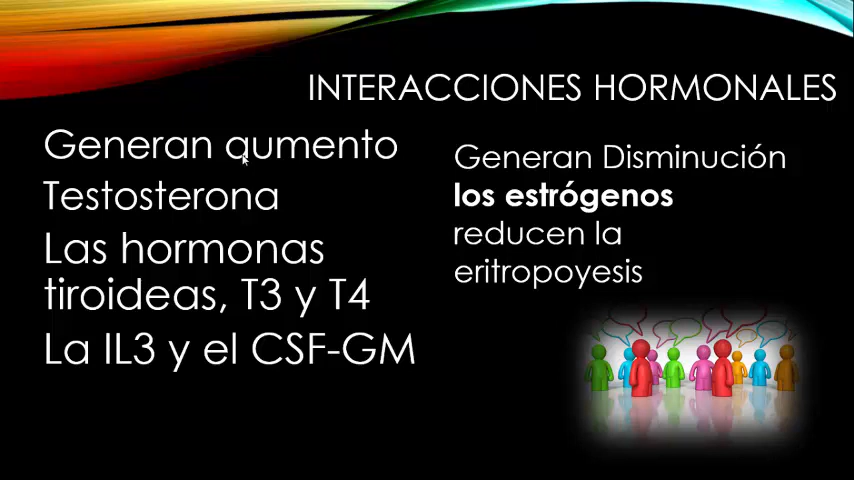 INTERACCIONES HORMONALES
Generan aumento
Testosterona
Las hormonas
tiroideas, T3 y T4
La IL3 y el CSF-GM
Generan Disminución
los estrógenos
reducen la
eritropoyesis